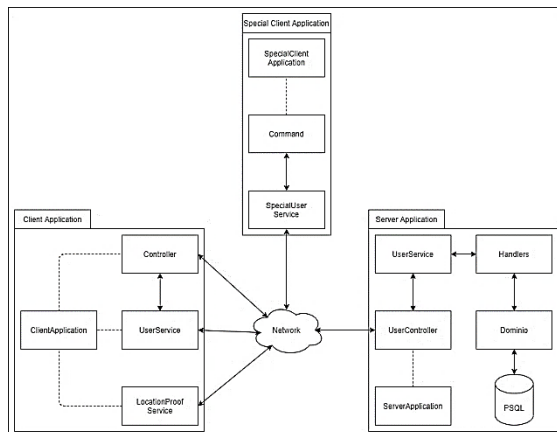 Special Client Application
SpecialClient
Application
Command
SpecialUser
Service
Client Application
Controller
ClientApplication
UserService
LocationProof
Service
Network
Server Application
UserService
Handlers
UserController
Dominio
ServerApplication
PSQL